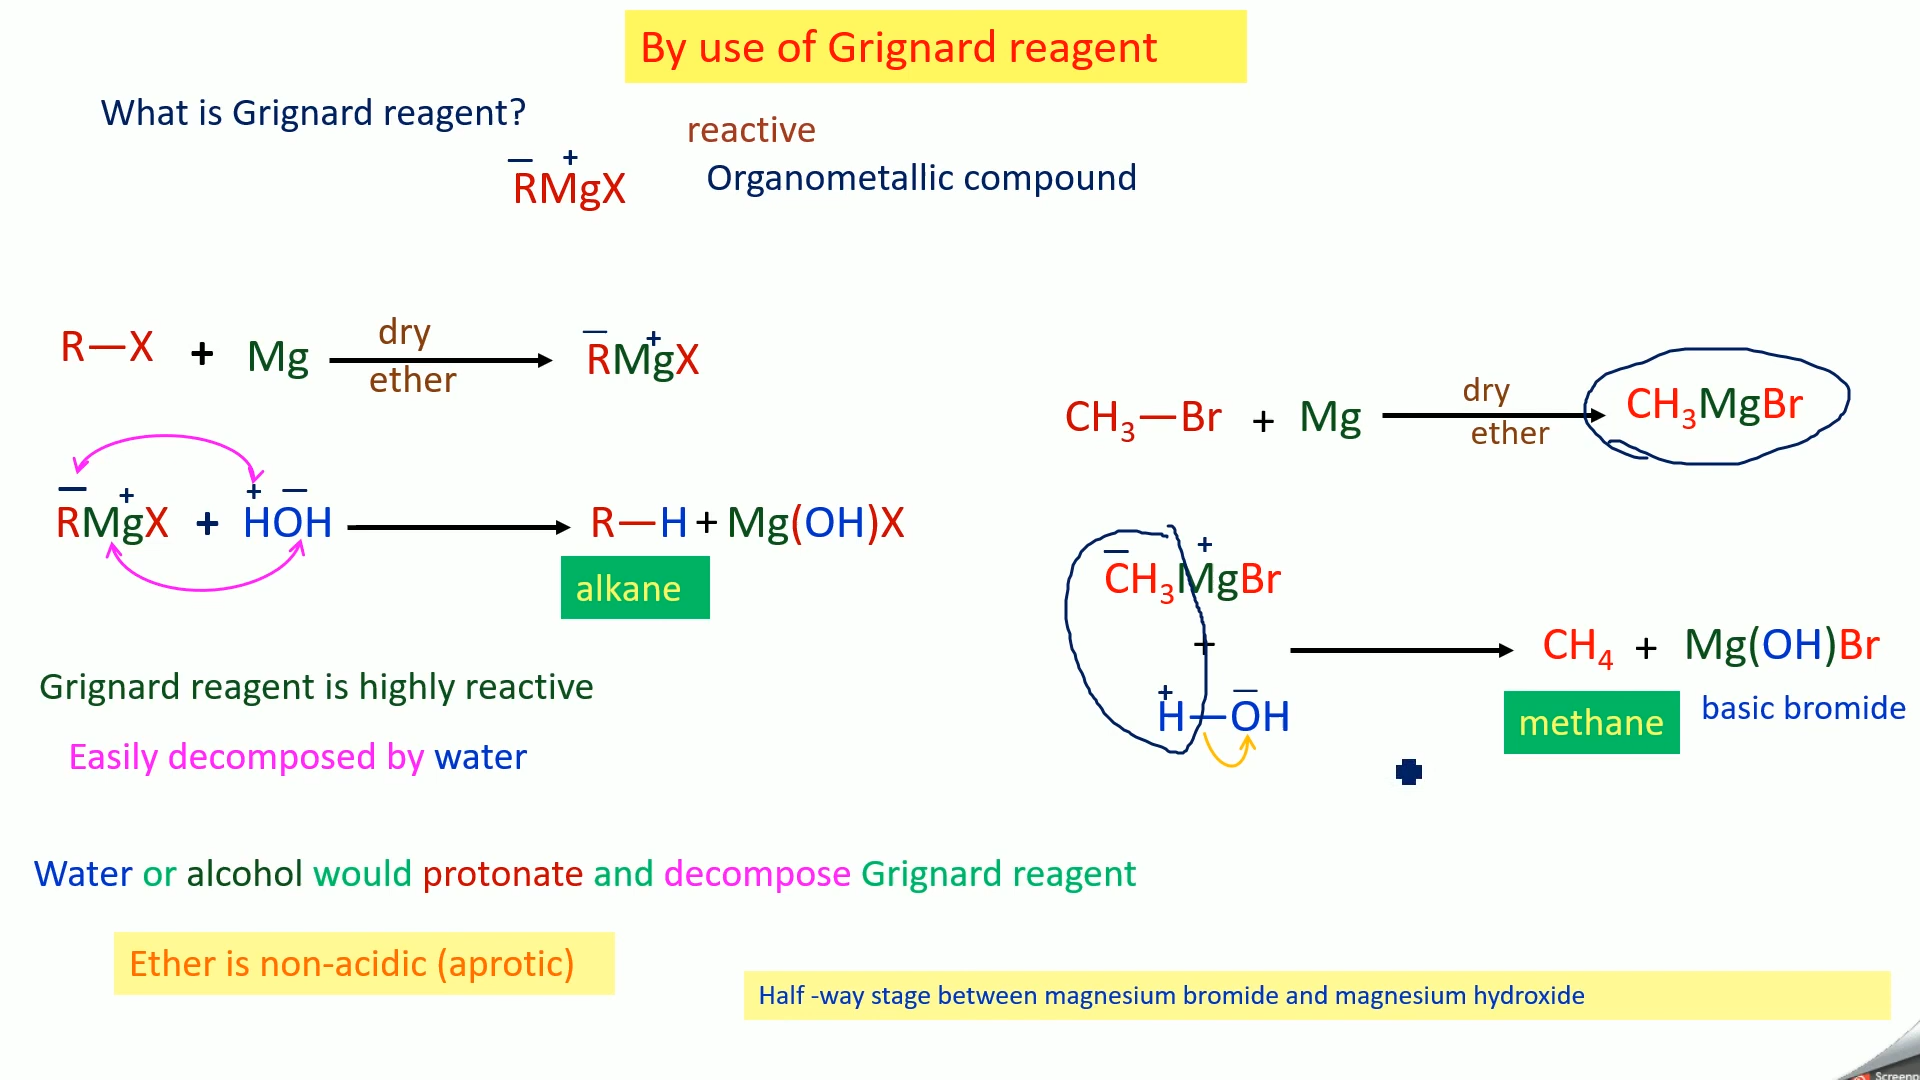 By use of Grignard reagent
What is Grignard reagent?
reactive
— +
RMgX
Organometallic compound
R—X + Mg
dry
ether
— +
RMgX
CH₃—Br + Mg
dry
ether
CH₃MgBr
— + + —
RMgX + HOH
R—H + Mg(OH)X
alkane
— +
CH₃MgBr
+
+ —
H—OH
CH₄ + Mg(OH)Br
methane
basic bromide
Grignard reagent is highly reactive
Easily decomposed by water
Water or alcohol would protonate and decompose Grignard reagent
Ether is non-acidic (aprotic)
Half -way stage between magnesium bromide and magnesium hydroxide